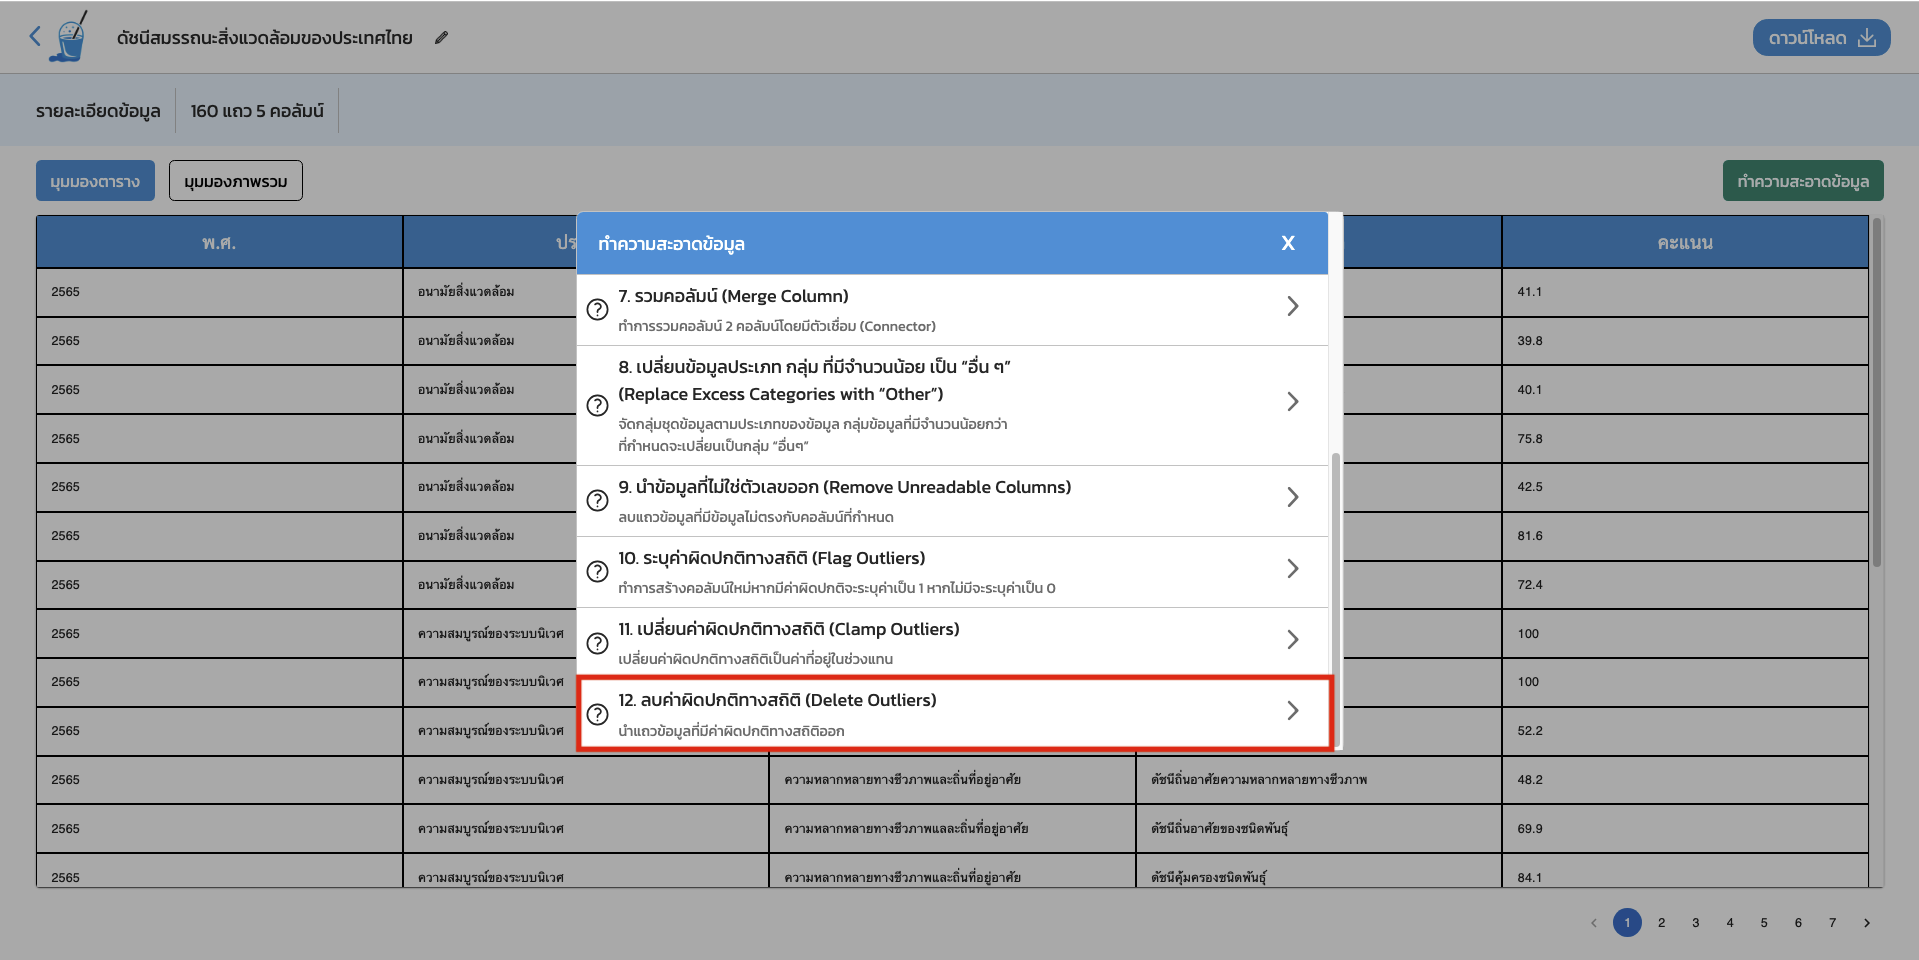 ดัชนีสมรรถนะสิ่งแวดล้อมของประเทศไทย
ดาวน์โหลด
รายละเอียดข้อมูล
160 แถว 5 คอลัมน์
มุมมองตาราง
มุมมองภาพรวม
ทำความสะอาดข้อมูล
พ.ศ.
ปร
คะแนน
ทำความสะอาดข้อมูล
X
7. รวมคอลัมน์ (Merge Column)
ทำการรวมคอลัมน์ 2 คอลัมน์โดยมีตัวเชื่อม (Connector)
8. เปลี่ยนข้อมูลประเภท กลุ่ม ที่มีจำนวนน้อย เป็น “อื่น ๆ”
(Replace Excess Categories with “Other”)
จัดกลุ่มชุดข้อมูลตามประเภทของข้อมูล กลุ่มข้อมูลที่มีจำนวนน้อยกว่า
ที่กำหนดจะเปลี่ยนเป็นกลุ่ม “อื่นๆ”
9. นำข้อมูลที่ไม่ใช่ตัวเลขออก (Remove Unreadable Columns)
ลบแถวข้อมูลที่มีข้อมูลไม่ตรงกับคอลัมน์ที่กำหนด
10. ระบุค่าผิดปกติทางสถิติ (Flag Outliers)
ทำการสร้างคอลัมน์ใหม่หากมีค่าผิดปกติจะระบุค่าเป็น 1 หากไม่มีจะระบุค่าเป็น 0
11. เปลี่ยนค่าผิดปกติทางสถิติ (Clamp Outliers)
เปลี่ยนค่าผิดปกติทางสถิติเป็นค่าที่อยู่ในช่วงแทน
12. ลบค่าผิดปกติทางสถิติ (Delete Outliers)
นำแถวข้อมูลที่มีค่าผิดปกติทางสถิติออก
2565 อนามัยสิ่งแวดล้อม 41.1
2565 อนามัยสิ่งแวดล้อม 39.8
2565 อนามัยสิ่งแวดล้อม 40.1
2565 อนามัยสิ่งแวดล้อม 75.8
2565 อนามัยสิ่งแวดล้อม 42.5
2565 อนามัยสิ่งแวดล้อม 81.6
2565 อนามัยสิ่งแวดล้อม 72.4
2565 ความสมบูรณ์ของระบบนิเวศ 100
2565 ความสมบูรณ์ของระบบนิเวศ 100
2565 ความสมบูรณ์ของระบบนิเวศ 52.2
2565 ความสมบูรณ์ของระบบนิเวศ ความหลากหลายทางชีวภาพและถิ่นที่อยู่อาศัย ดัชนีถิ่นอาศัยความหลากหลายทางชีวภาพ 48.2
2565 ความสมบูรณ์ของระบบนิเวศ ความหลากหลายทางชีวภาพแลละถิ่นที่อยู่อาศัย ดัชนีถิ่นอาศัยของชนิดพันธุ์ 69.9
2565 ความสมบูรณ์ของระบบนิเวศ ความหลากหลายทางชีวภาพและถิ่นที่อยู่อาศัย ดัชนีคุ้มครองชนิดพันธุ์ 84.1
1 2 3 4 5 6 7